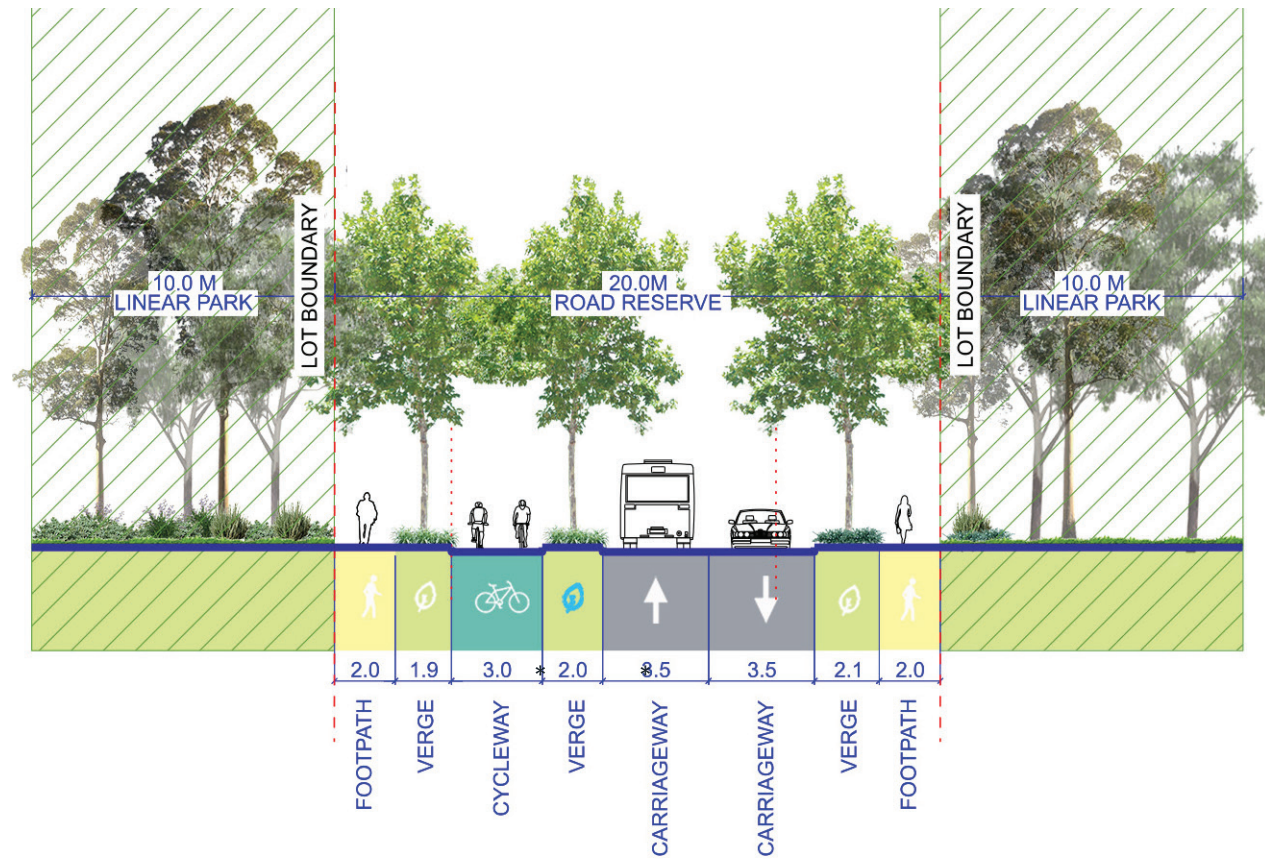 LOT BOUNDARY
LOT BOUNDARY
10.0 M
LINEAR PARK
20.0M
ROAD RESERVE
10.0 M
LINEAR PARK
2.0
1.9
3.0
*
2.0
*3.5
3.5
2.1
2.0
FOOTPATH
VERGE
CYCLEWAY
VERGE
CARRIAGEWAY
CARRIAGEWAY
VERGE
FOOTPATH